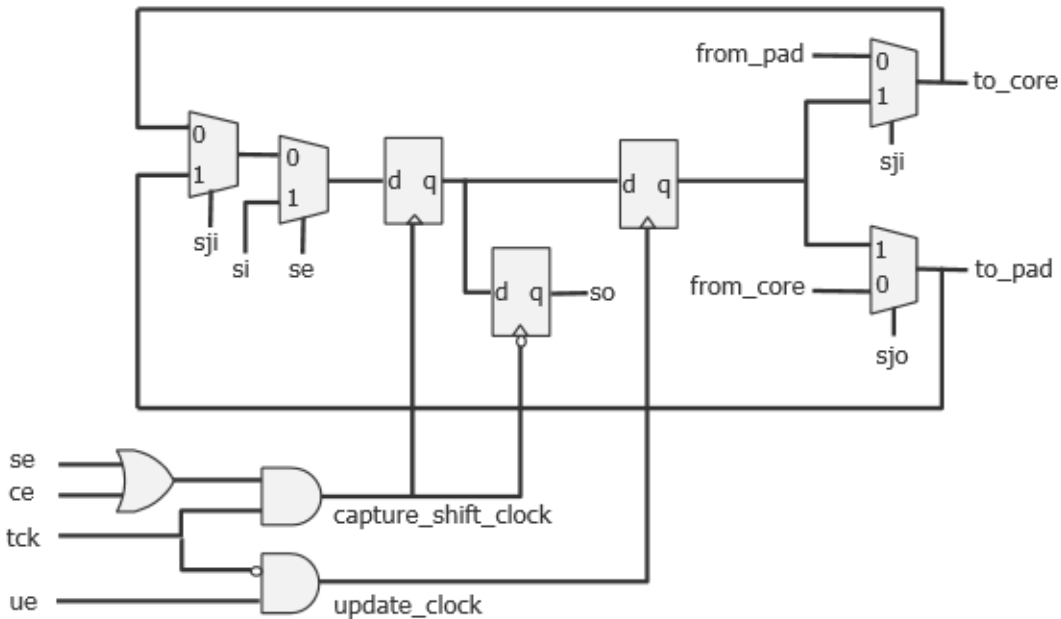 from_pad
0
1
to_core
sji
0
1
sji
0
1
si
se
d q
d q
d q
so
1
0
from_core
to_pad
sjo
se
ce
tck
ue
capture_shift_clock
update_clock